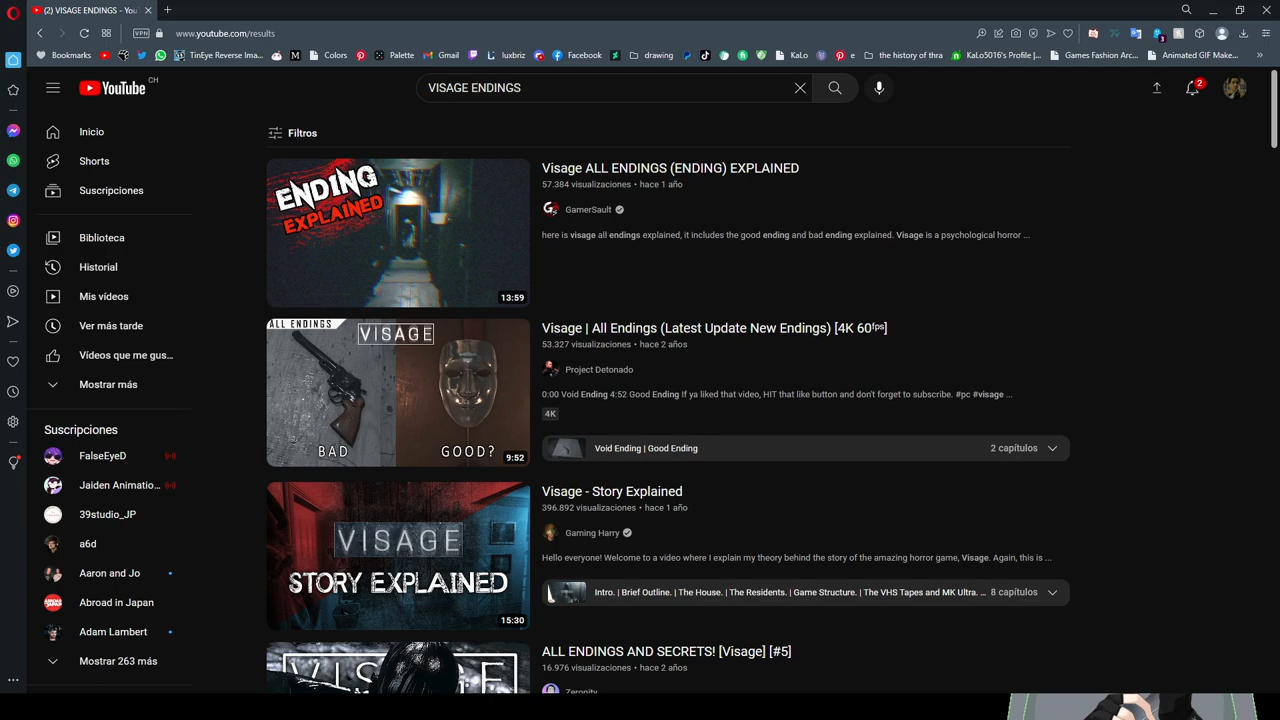 (2) VISAGE ENDINGS - You
VPN
www.youtube.com/results
3
Bookmarks
TinEye Reverse Ima...
M
Colors
Palette
Gmail
luxbriz
Facebook
drawing
KaLo
e
the history of thra
KaLo5016's Profile |...
Games Fashion Arc...
Animated GIF Make...
YouTube CH
VISAGE ENDINGS
2
Inicio
Shorts
Suscripciones
Biblioteca
Historial
Mis vídeos
Ver más tarde
Vídeos que me gus...
Mostrar más
Suscripciones
FalseEyeD
Jaiden Animatio...
39studio_JP
a6d
Aaron and Jo
Abroad in Japan
Adam Lambert
Mostrar 263 más
Filtros
ENDING
EXPLAINED
13:59
Visage ALL ENDINGS (ENDING) EXPLAINED
57.384 visualizaciones • hace 1 año
GamerSault
here is visage all endings explained, it includes the good ending and bad ending explained. Visage is a psychological horror ...
ALL ENDINGS
VISAGE
BAD
GOOD?
9:52
Visage | All Endings (Latest Update New Endings) [4K 60fps]
53.327 visualizaciones • hace 2 años
Project Detonado
0:00 Void Ending 4:52 Good Ending If ya liked that video, HIT that like button and don't forget to subscribe. #pc #visage ...
4K
Void Ending | Good Ending
2 capítulos
VISAGE
STORY EXPLAINED
15:30
Visage - Story Explained
396.892 visualizaciones • hace 1 año
Gaming Harry
Hello everyone! Welcome to a video where I explain my theory behind the story of the amazing horror game, Visage. Again, this is ...
Intro. | Brief Outline. | The House. | The Residents. | Game Structure. | The VHS Tapes and MK Ultra. ...
8 capítulos
VISAGE
ALL ENDINGS AND SECRETS! [Visage] [#5]
16.976 visualizaciones • hace 2 años